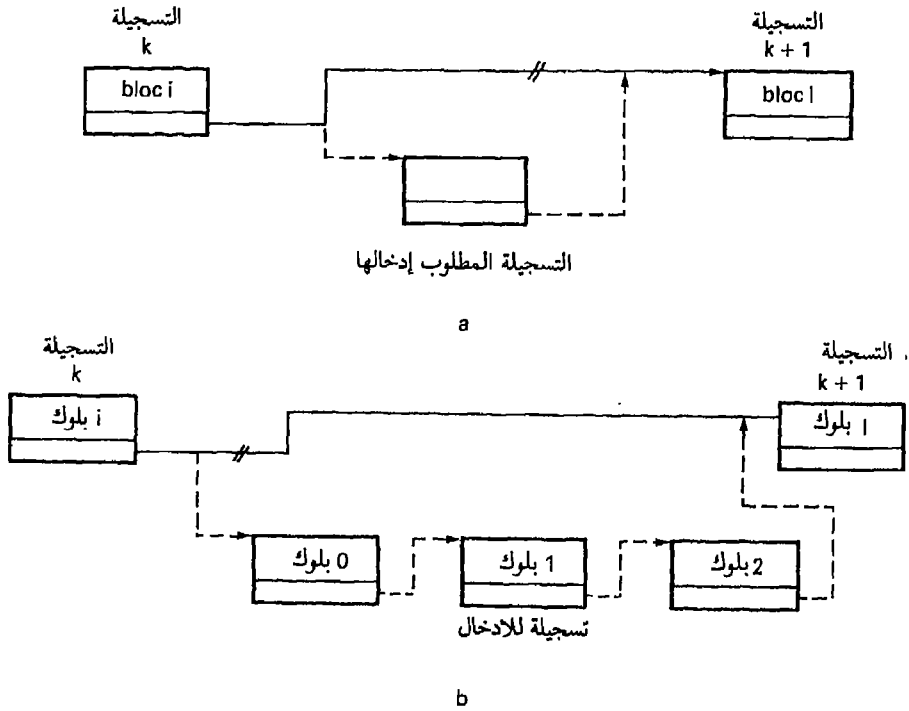 التسجيلة
k
bloc i
التسجيلة
k + 1
bloc l
التسجيلة المطلوب إدخالها
a
التسجيلة
k
بلوك i
التسجيلة
k + 1
بلوك l
بلوك 0
بلوك 1
بلوك 2
تسجيلة للادخال
b